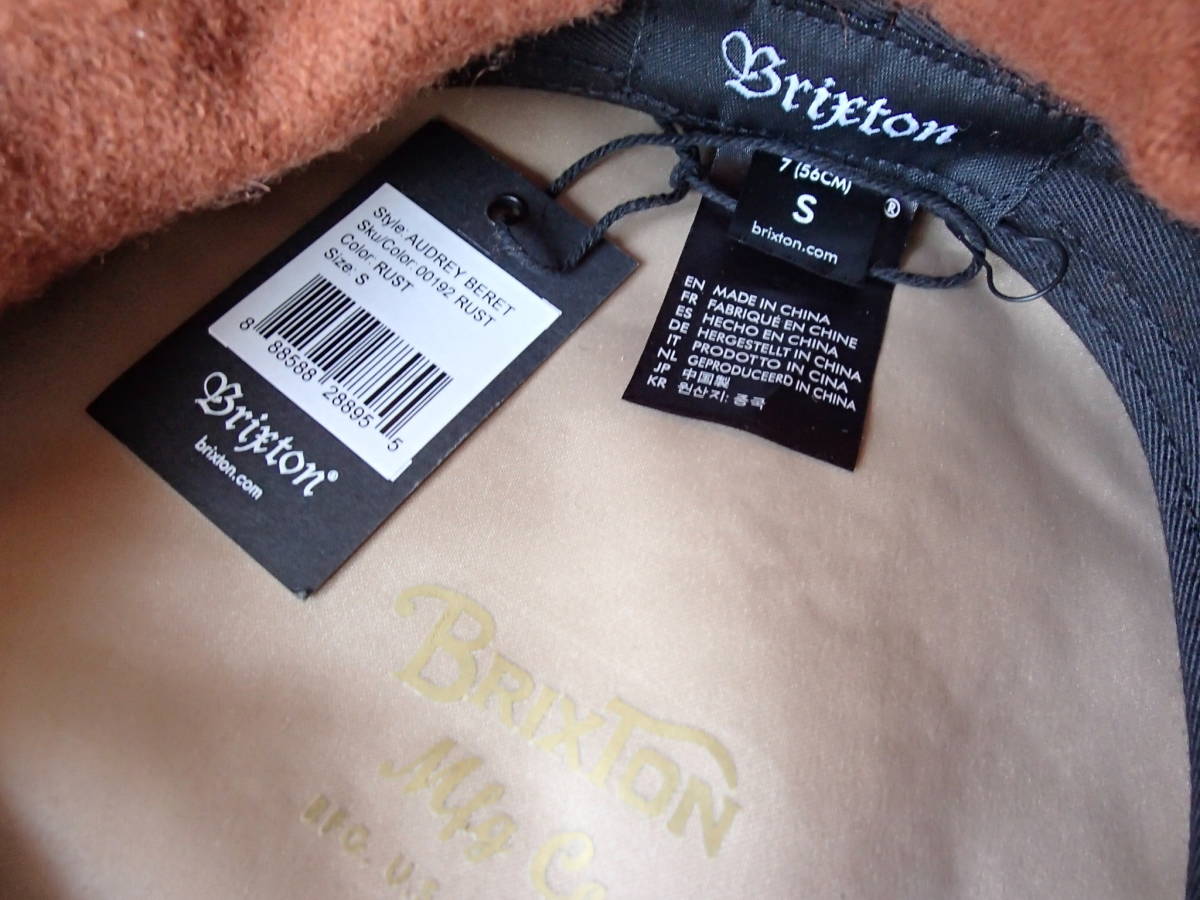 Brixton
7 (56CM)
S
®
brixton.com
Style: AUDREY BERET
Sku/Color: 00192 RUST
Color: RUST
Size: S
8 88588 28895 5
Brixton®
brixton.com
EN MADE IN CHINA
FR FABRIQUÉ EN CHINE
ES HECHO EN CHINA
DE HERGESTELLT IN CHINA
IT PRODOTTO IN CINA
NL GEPRODUCEERD IN CHINA
JP 中国製
KR 원산지: 중국
BRIXTON
Mfg Co
RFG. U.S.